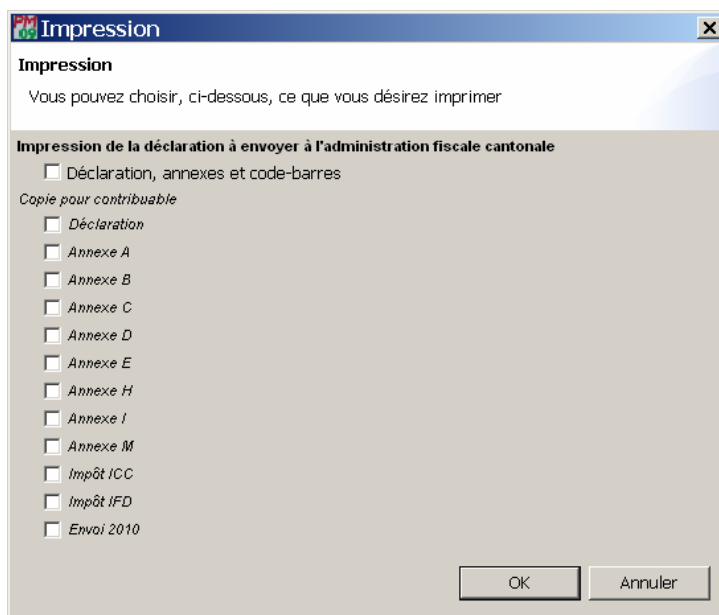 PM 09 Impression
Impression
Vous pouvez choisir, ci-dessous, ce que vous désirez imprimer
Impression de la déclaration à envoyer à l'administration fiscale cantonale
Déclaration, annexes et code-barres
Copie pour contribuable
Déclaration
Annexe A
Annexe B
Annexe C
Annexe D
Annexe E
Annexe H
Annexe I
Annexe M
Impôt ICC
Impôt IFD
Envoi 2010
OK Annuler